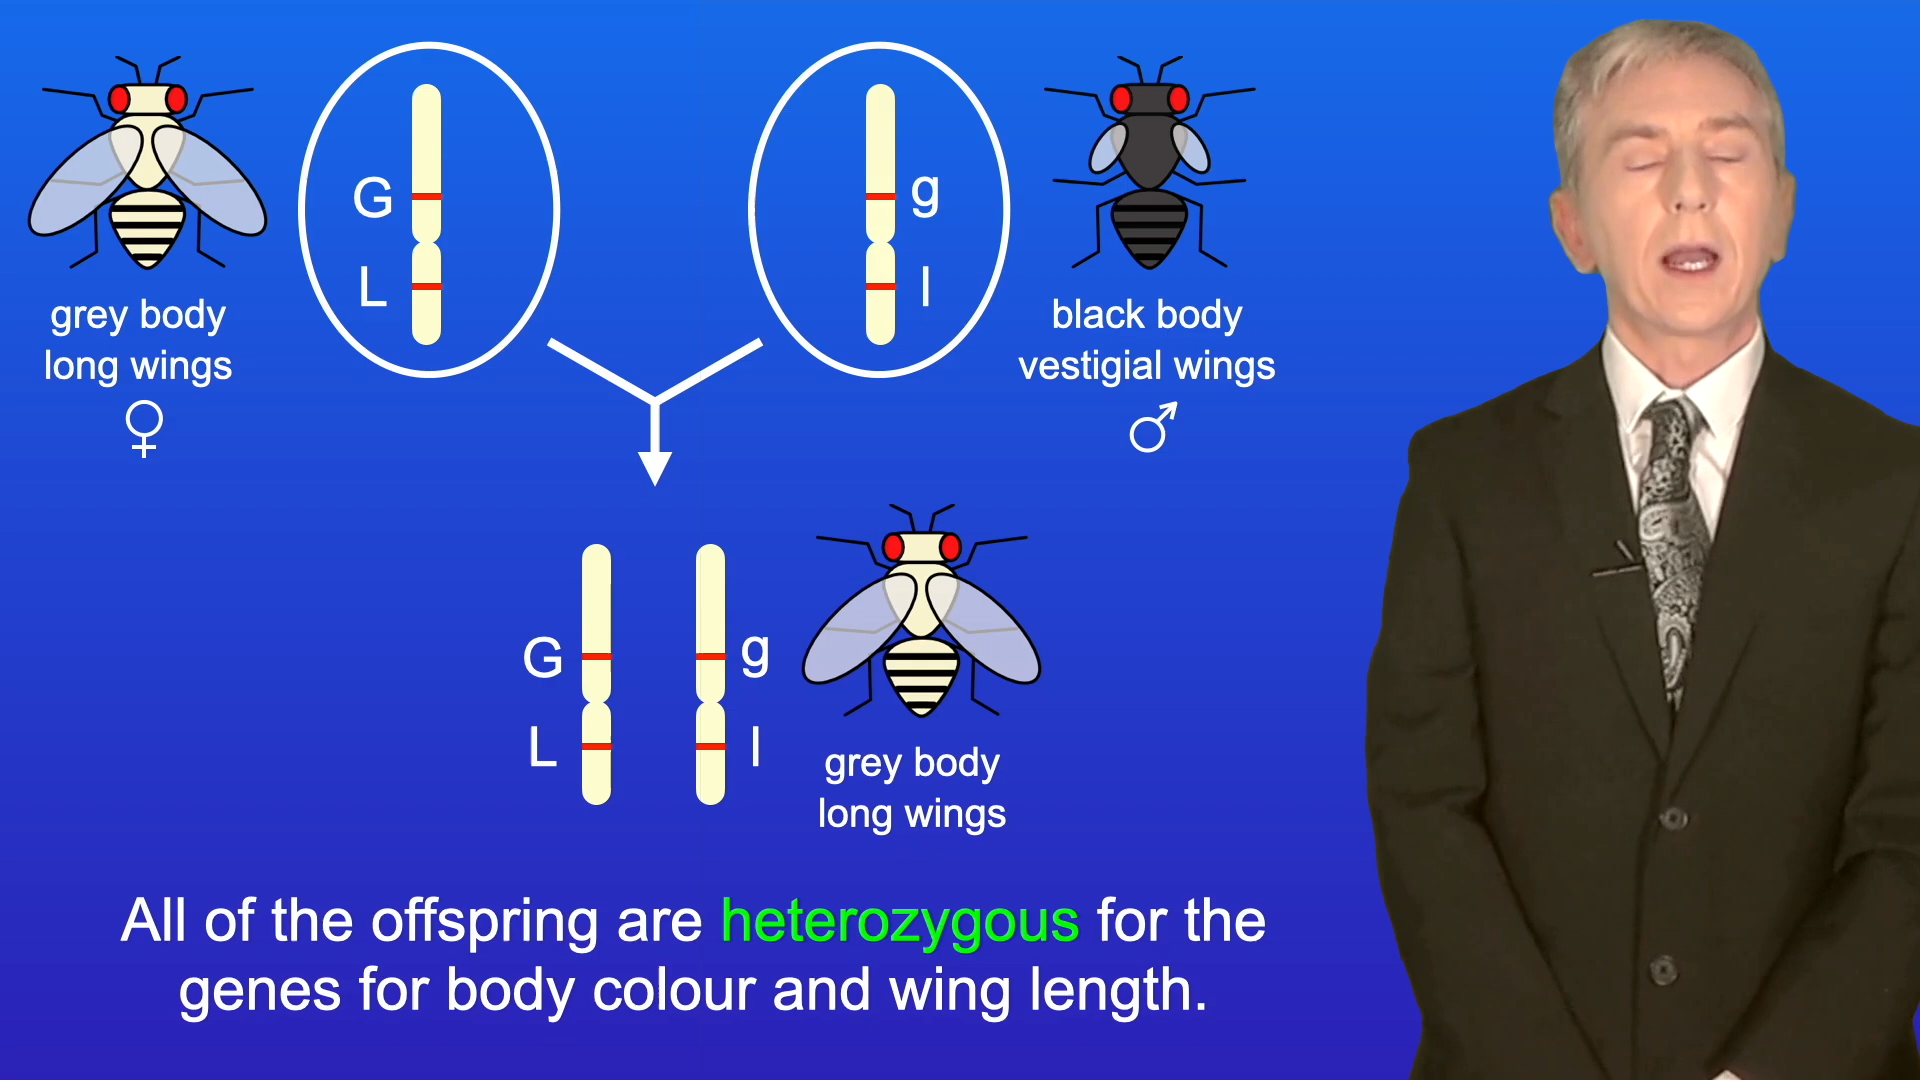 G
L
g
l
grey body
long wings
♀
black body
vestigial wings
♂
G
L
g
l
grey body
long wings
All of the offspring are heterozygous for the
genes for body colour and wing length.